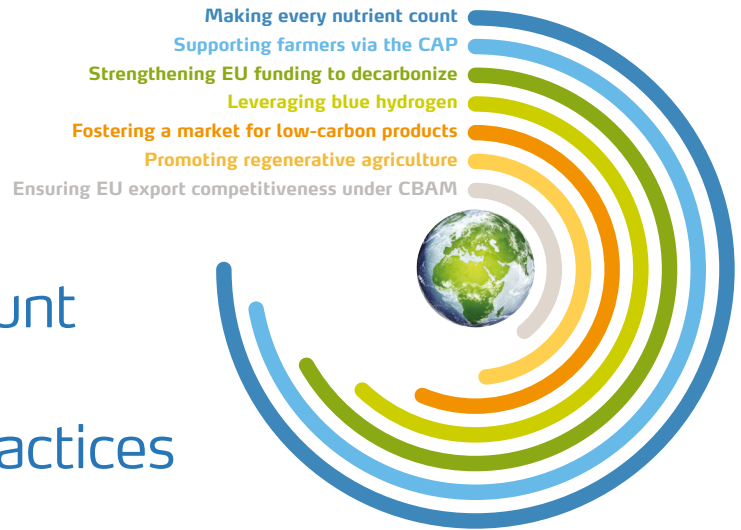 Making every nutrient count
Supporting farmers via the CAP
Strengthening EU funding to decarbonize
Leveraging blue hydrogen
Fostering a market for low-carbon products
Promoting regenerative agriculture
Ensuring EU export competitiveness under CBAM
unt
actices